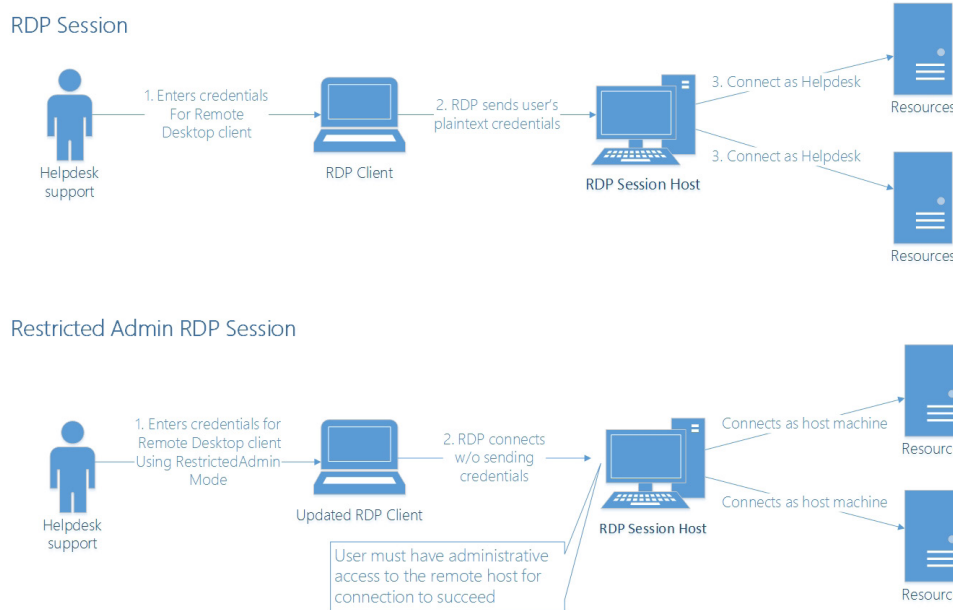 RDP Session
1. Enters credentials
For Remote
Desktop client
2. RDP sends user's
plaintext credentials
3. Connect as Helpdesk
Resources
Helpdesk
support
RDP Client
RDP Session Host
3. Connect as Helpdesk
Resources
Restricted Admin RDP Session
1. Enters credentials for
Remote Desktop client
Using RestrictedAdmin
Mode
2. RDP connects
w/o sending
credentials
Connects as host machine
Resourc
Helpdesk
support
Updated RDP Client
RDP Session Host
Connects as host machine
Resourc
User must have administrative
access to the remote host for
connection to succeed